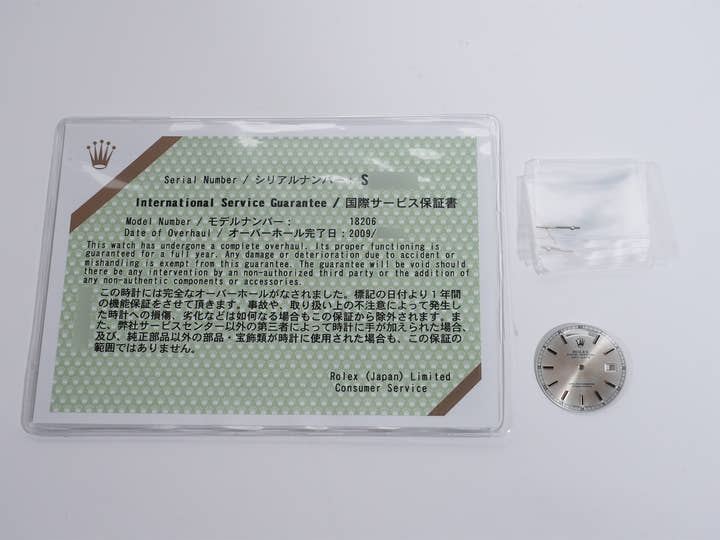 Serial Number / シリアルナンバー : S
International Service Guarantee / 国際サービス保証書
Model Number / モデルナンバー : 18206
Date of Overhaul / オーバーホール完了日 : 2009/
This watch has undergone a complete overhaul. Its proper functioning is
guaranteed for a full year. Any damage or deterioration due to accident or
mishandling is exempt from this guarantee. The guarantee will be void should
there be any intervention by an non-authorized third party or the addition of
any non-authentic components or accessories.
この時計には完全なオーバーホールがなされました。標記の日付より1年間
の機能保証をさせて頂きます。事故や、取り扱い上の不注意によって発生し
た時計への損傷、劣化などは如何なる場合もこの保証から除外されます。ま
た、弊社サービスセンター以外の第三者によって時計に手が加えられた場合、
及び、純正部品以外の部品・宝飾類が時計に使用された場合も、この保証の
範囲ではありません。
Rolex (Japan) Limited
Consumer Service
ROLEX